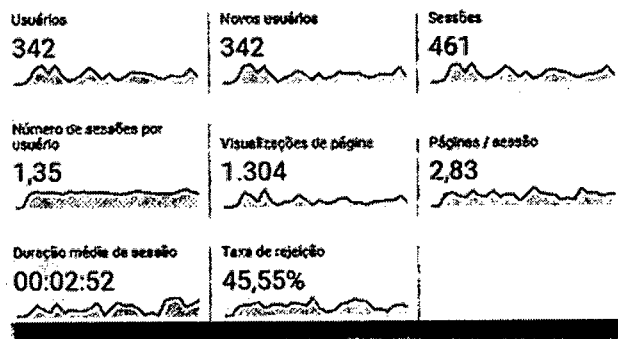 Usuários
342
Novos usuários
342
Sessões
461
Número de sessões por
usuário
1,35
Visualizações de página
1.304
Páginas / sessão
2,83
Duração média da sessão
00:02:52
Taxa de rejeição
45,55%